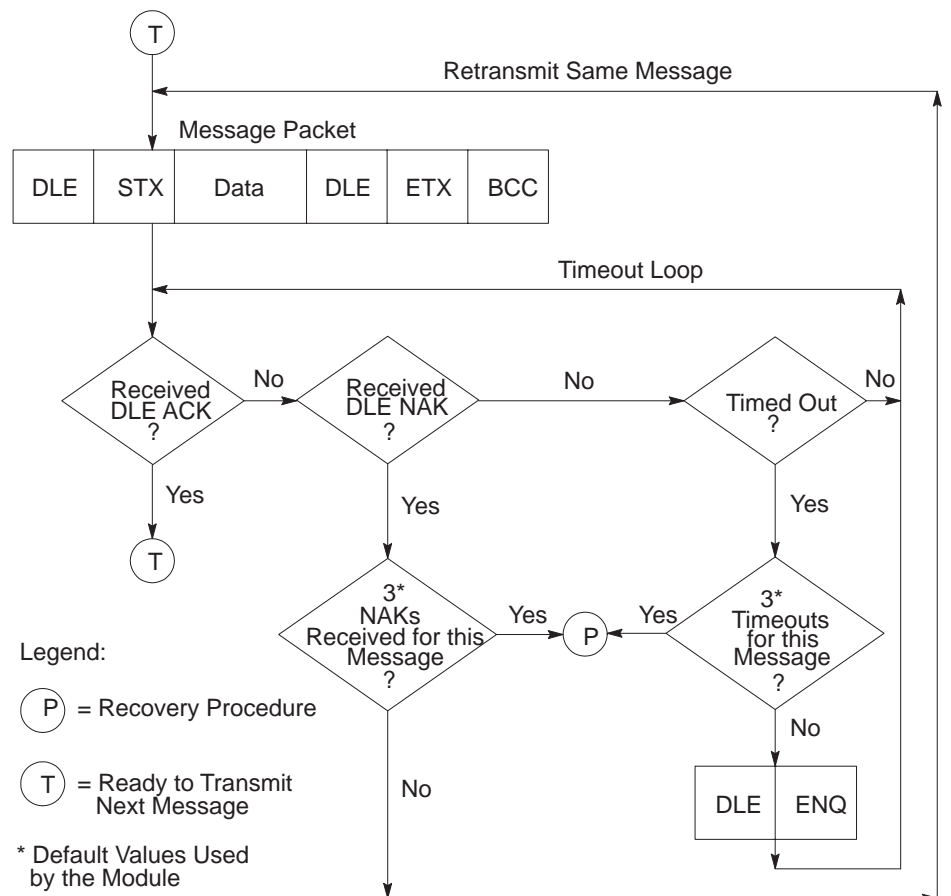 T
Retransmit Same Message
Message Packet
DLE STX Data DLE ETX BCC
Timeout Loop
Received
DLE ACK
?
No
Received
DLE NAK
?
No
Timed Out
?
No
Yes
Yes
Yes
T
3*
NAKs
Received for this
Message
?
Yes
P
Yes
3*
Timeouts
for this
Message
?
Legend:
P = Recovery Procedure
No
T = Ready to Transmit
Next Message
No
DLE ENQ
* Default Values Used
by the Module